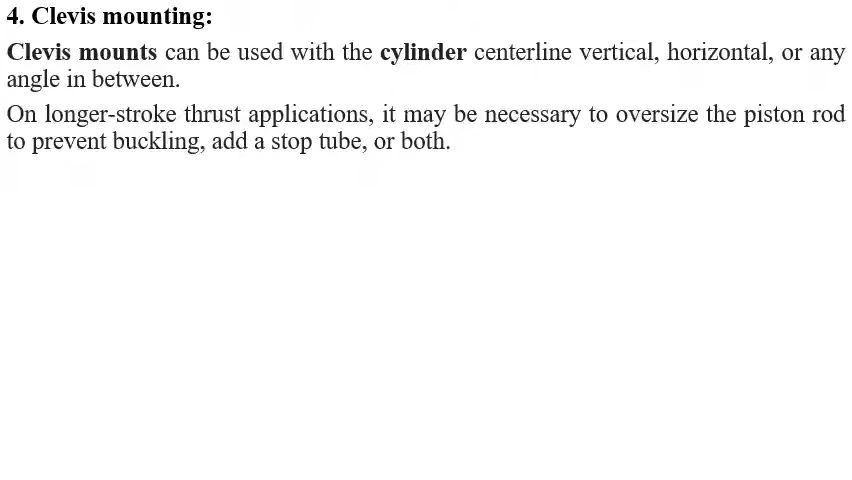 4. Clevis mounting:
Clevis mounts can be used with the cylinder centerline vertical, horizontal, or any
angle in between.
On longer-stroke thrust applications, it may be necessary to oversize the piston rod
to prevent buckling, add a stop tube, or both.